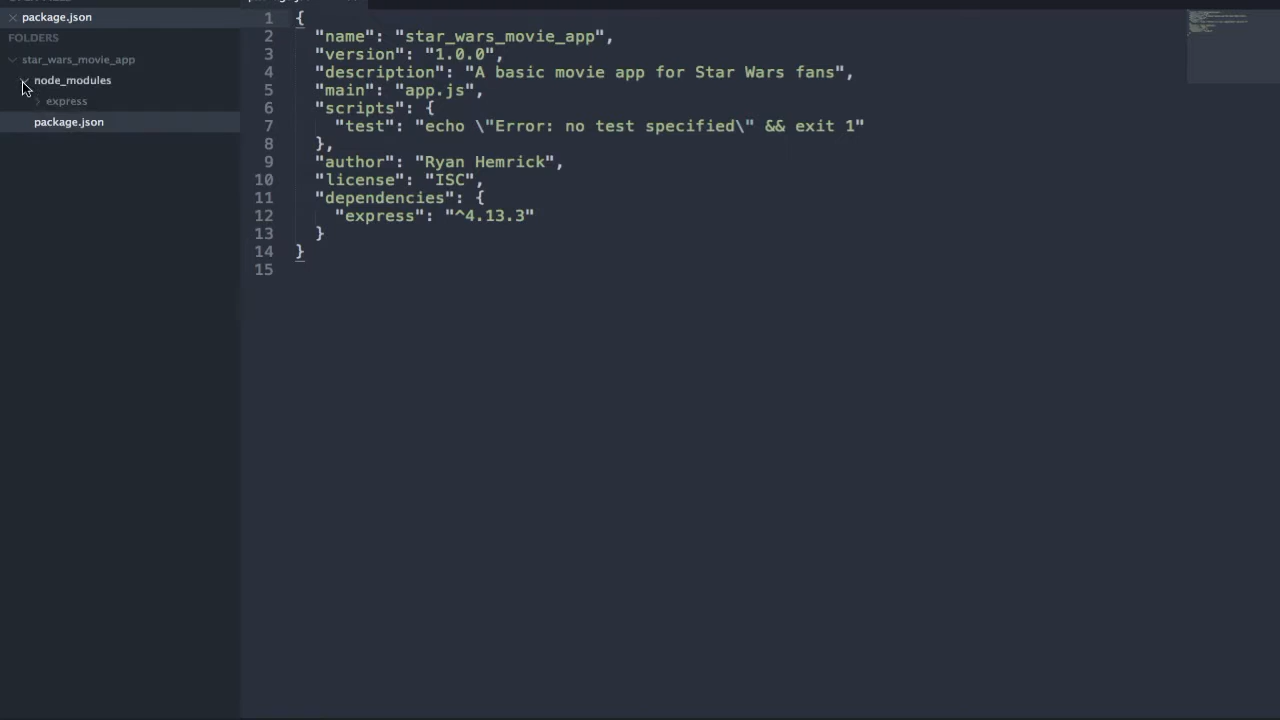 package.json
FOLDERS
star_wars_movie_app
node_modules
express
package.json
1 {
2 "name": "star_wars_movie_app",
3 "version": "1.0.0",
4 "description": "A basic movie app for Star Wars fans",
5 "main": "app.js",
6 "scripts": {
7 "test": "echo \"Error: no test specified\" && exit 1"
8 },
9 "author": "Ryan Hemrick",
10 "license": "ISC",
11 "dependencies": {
12 "express": "^4.13.3"
13 }
14 }
15